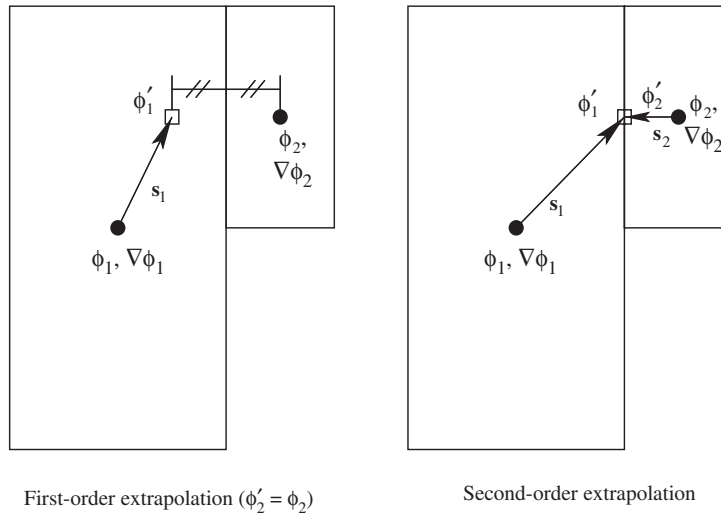 ϕ₁′
ϕ₂,
∇ϕ₂
s₁
ϕ₁, ∇ϕ₁
First-order extrapolation (ϕ₂′ = ϕ₂)
ϕ₁′ ϕ₂′ ϕ₂,
∇ϕ₂
s₂
s₁
ϕ₁, ∇ϕ₁
Second-order extrapolation